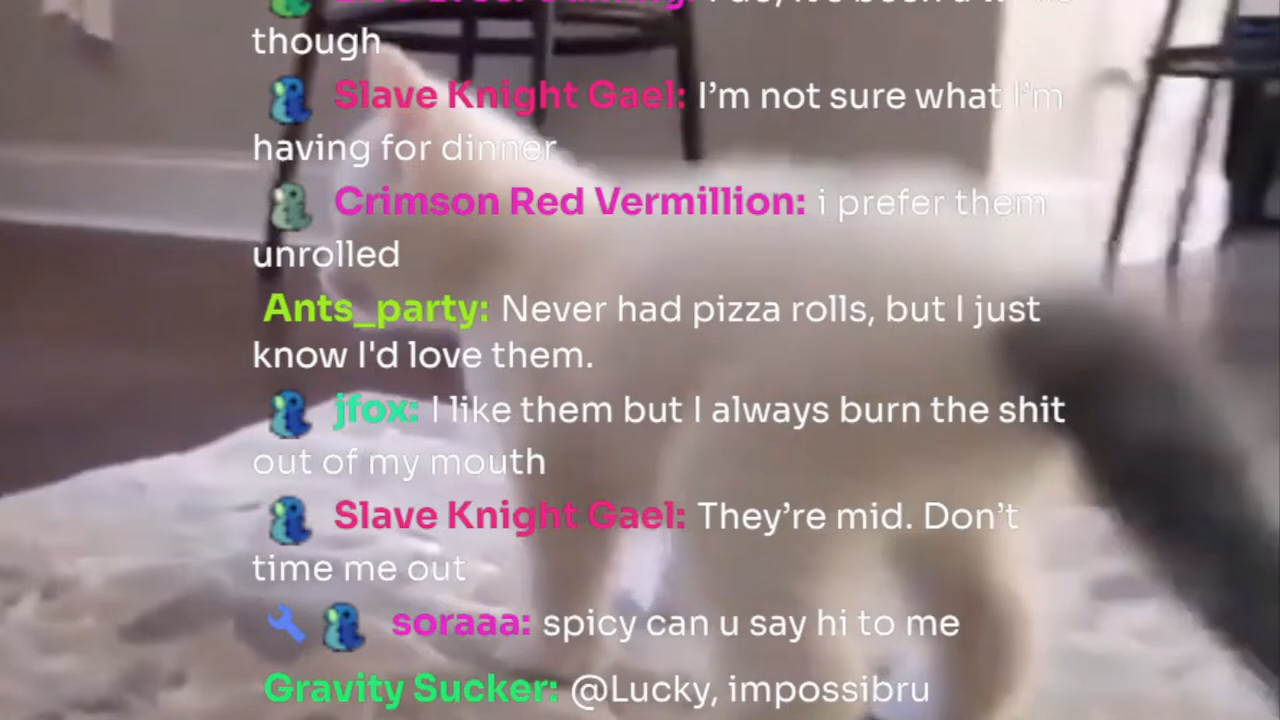 though
Slave Knight Gael: I’m not sure what I’m
having for dinner
Crimson Red Vermillion: i prefer them
unrolled
Ants_party: Never had pizza rolls, but I just
know I'd love them.
jfox: I like them but I always burn the shit
out of my mouth
Slave Knight Gael: They’re mid. Don’t
time me out
soraaa: spicy can u say hi to me
Gravity Sucker: @Lucky, impossibru